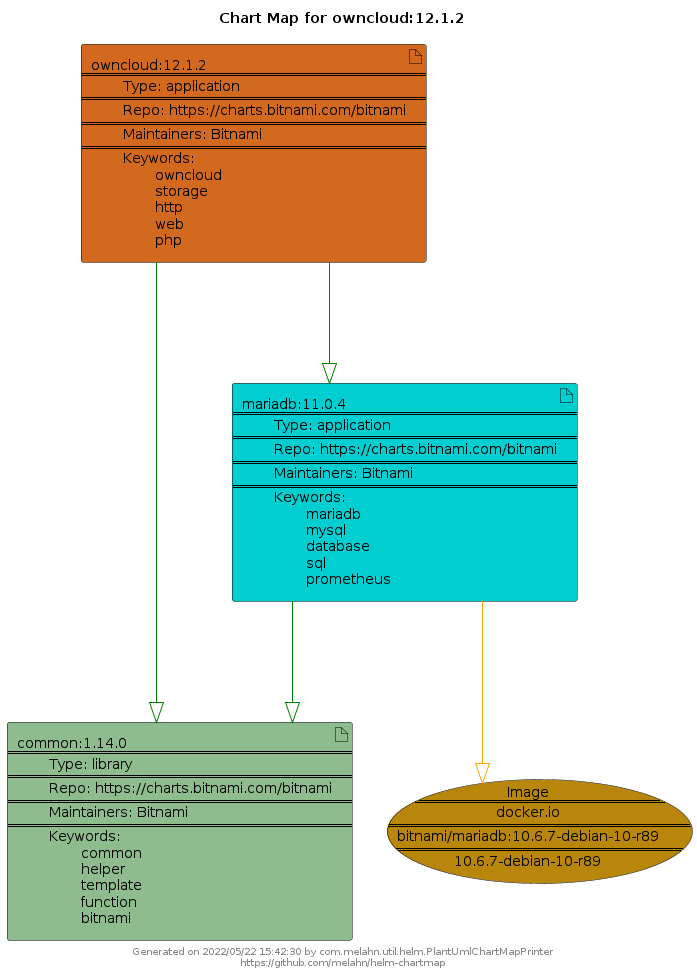 Chart Map for owncloud:12.1.2
owncloud:12.1.2
Type: application
Repo: https://charts.bitnami.com/bitnami
Maintainers: Bitnami
Keywords:
owncloud
storage
http
web
php
mariadb:11.0.4
Type: application
Repo: https://charts.bitnami.com/bitnami
Maintainers: Bitnami
Keywords:
mariadb
mysql
database
sql
prometheus
common:1.14.0
Type: library
Repo: https://charts.bitnami.com/bitnami
Maintainers: Bitnami
Keywords:
common
helper
template
function
bitnami
Image
docker.io
bitnami/mariadb:10.6.7-debian-10-r89
10.6.7-debian-10-r89
Generated on 2022/05/22 15:42:30 by com.melahn.util.helm.PlantUmlChartMapPrinter
https://github.com/melahn/helm-chartmap